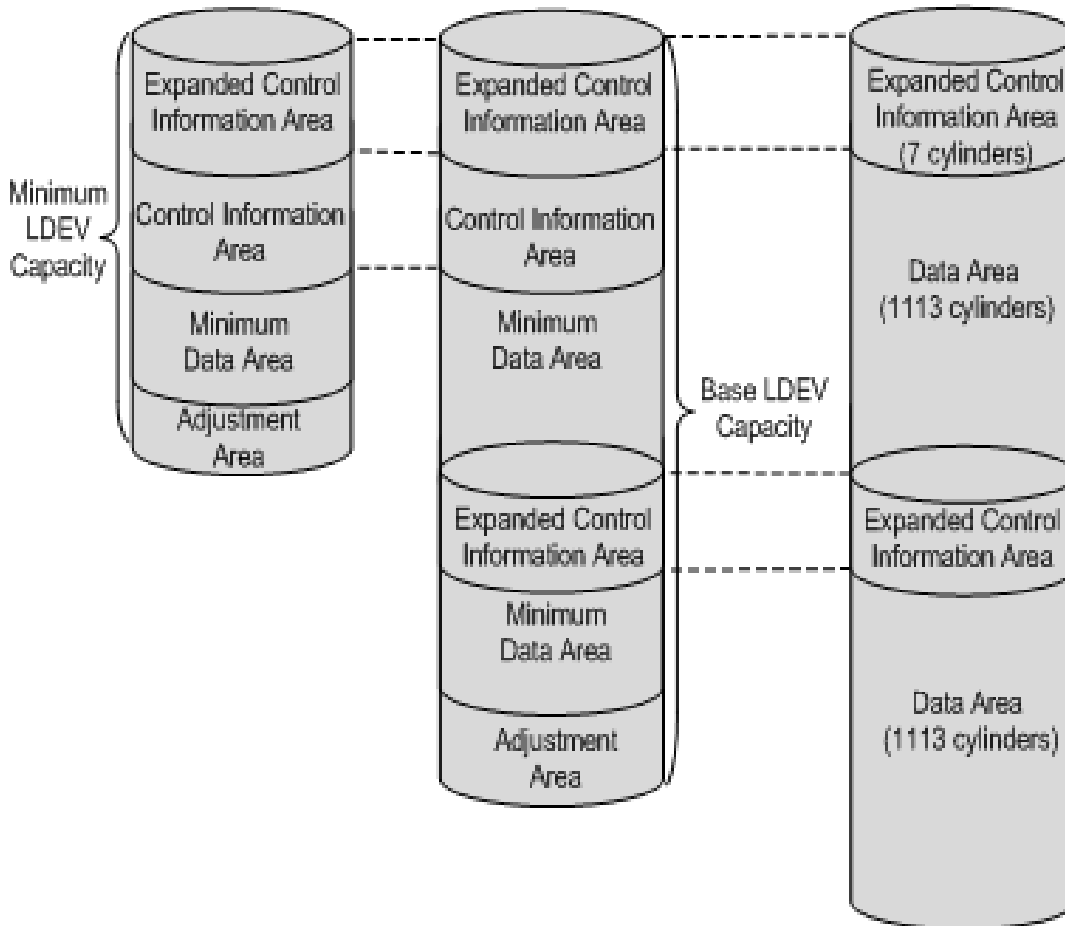 Minimum
LDEV
Capacity
Expanded Control
Information Area
Control Information
Area
Minimum
Data Area
Adjustment
Area
Expanded Control
Information Area
Control Information
Area
Minimum
Data Area
Expanded Control
Information Area
Minimum
Data Area
Adjustment
Area
Base LDEV
Capacity
Expanded Control
Information Area
(7 cylinders)
Data Area
(1113 cylinders)
Expanded Control
Information Area
Data Area
(1113 cylinders)